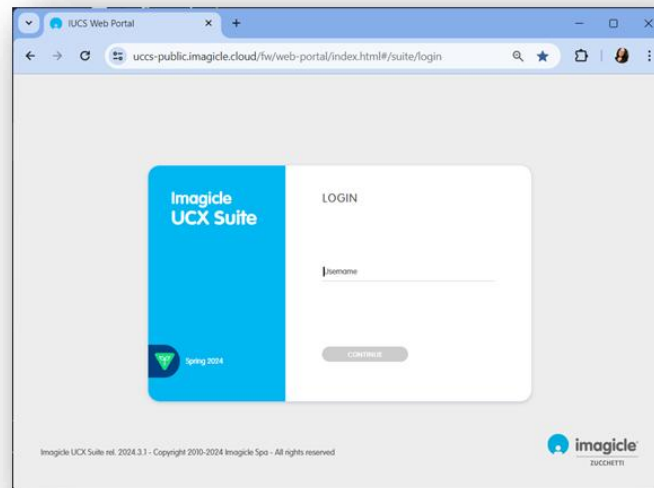 IUCS Web Portal
uccs-public.imagicle.cloud/fw/web-portal/index.html#/suite/login
Imagicle
UCX Suite
LOGIN
Username
CONTINUE
Spring 2024
Imagicle UCX Suite rel. 2024.3.1 - Copyright 2010-2024 Imagicle Spa - All rights reserved
imagicle
ZUCCHETTI